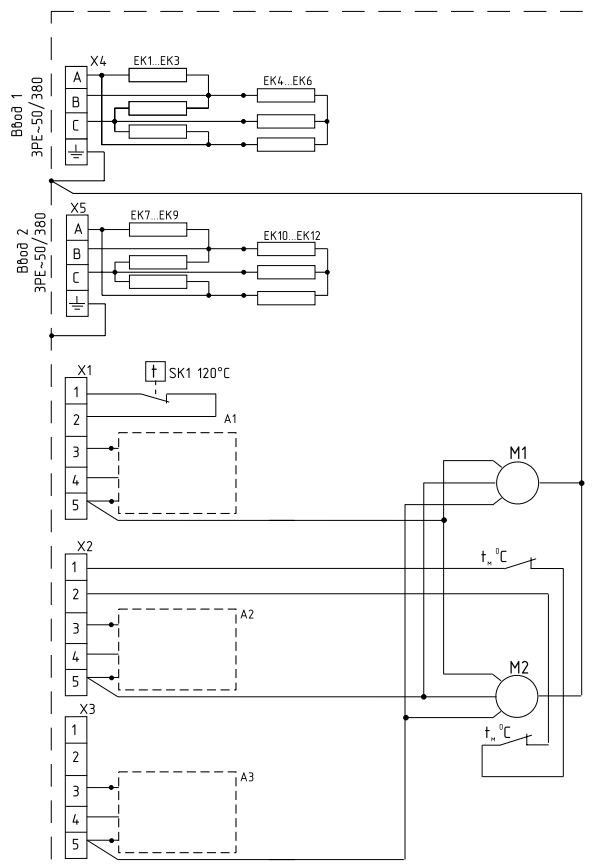 Ввод 1
3PE~50/380
X4
A
B
C
EK1...EK3
EK4...EK6
Ввод 2
3PE~50/380
X5
A
B
C
EK7...EK9
EK10...EK12
X1
1
2
3
4
5
t
SK1 120°C
A1
M1
X2
1
2
3
4
5
tм °C
A2
M2
tм °C
X3
1
2
3
4
5
A3